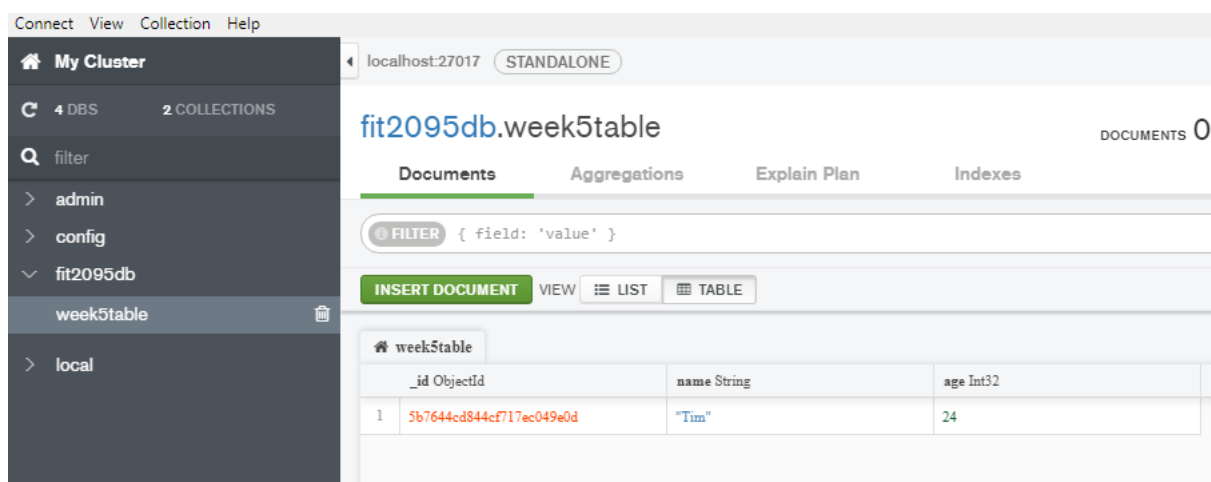 Connect View Collection Help
My Cluster
localhost:27017 STANDALONE
4 DBS 2 COLLECTIONS
fit2095db.week5table
DOCUMENTS 0
filter
Documents Aggregations Explain Plan Indexes
admin
config
FILTER { field: 'value' }
fit2095db
INSERT DOCUMENT VIEW LIST TABLE
week5table
week5table
local
_id ObjectId name String age Int32
1 5b7644cd844cf717ec049e0d "Tim" 24